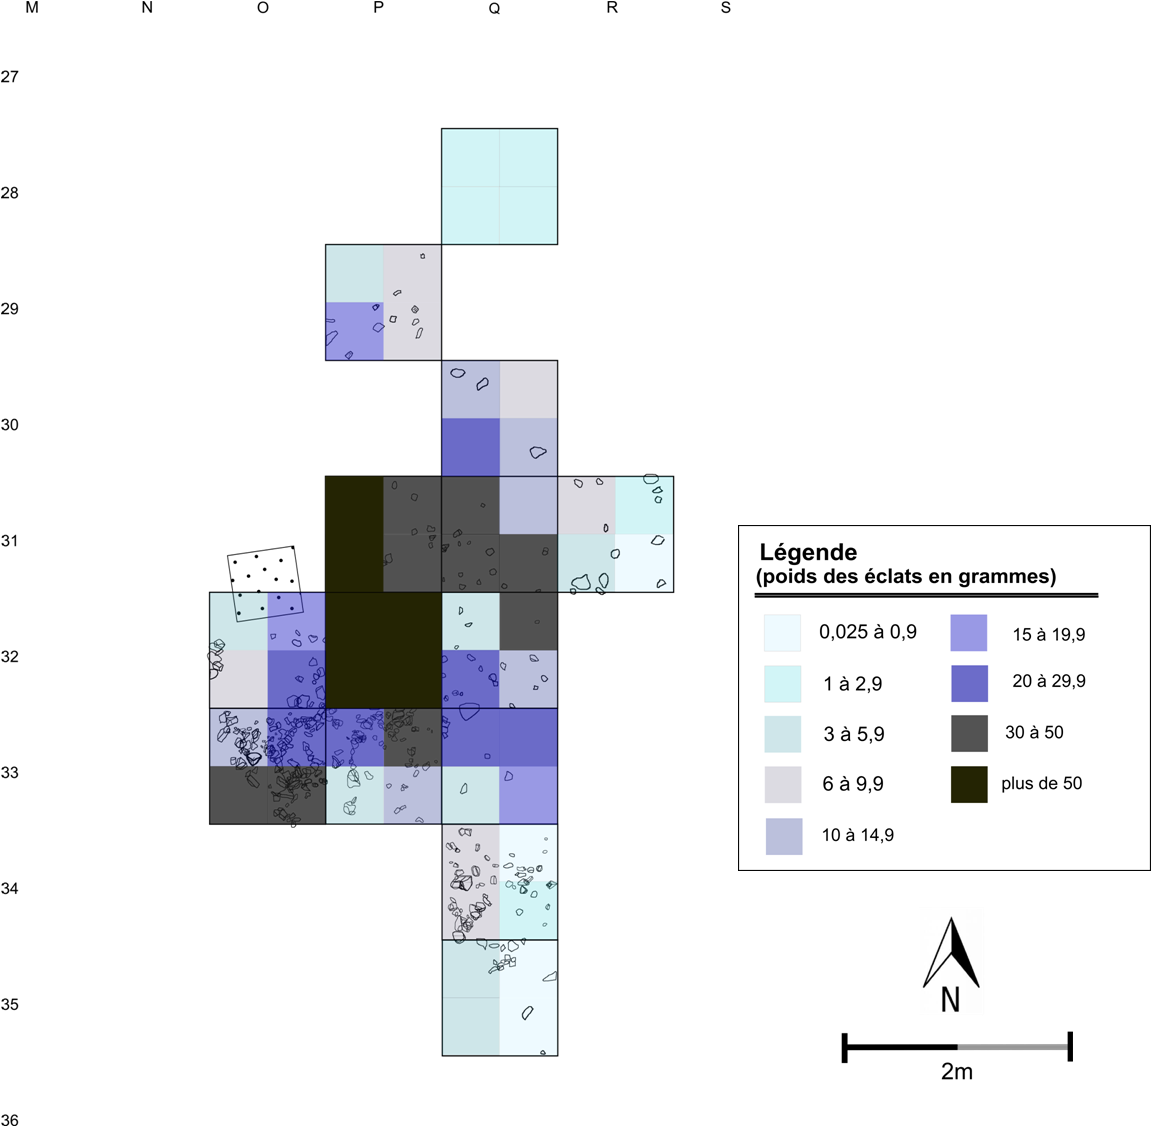 M N O P Q R S
27
28
29
30
31
32
33
34
35
36
Légende
(poids des éclats en grammes)
0,025 à 0,9
1 à 2,9
3 à 5,9
6 à 9,9
10 à 14,9
15 à 19,9
20 à 29,9
30 à 50
plus de 50
N
2m